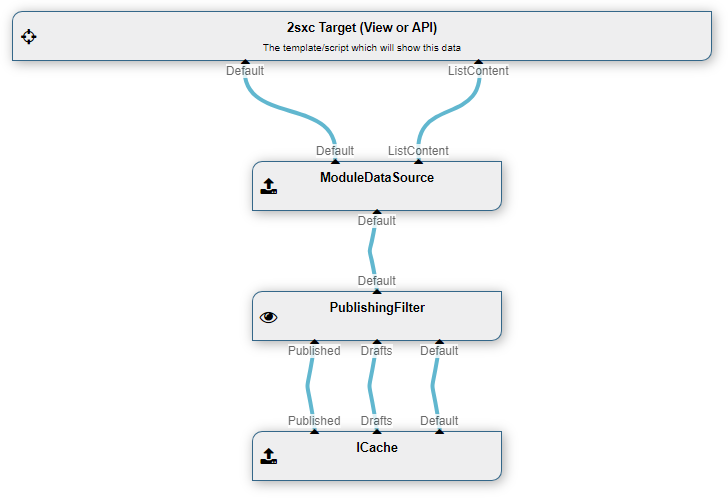 2sxc Target (View or API)
The template/script which will show this data
Default ListContent
Default ListContent
ModuleDataSource
Default
Default
PublishingFilter
Published Drafts Default
Published Drafts Default
ICache